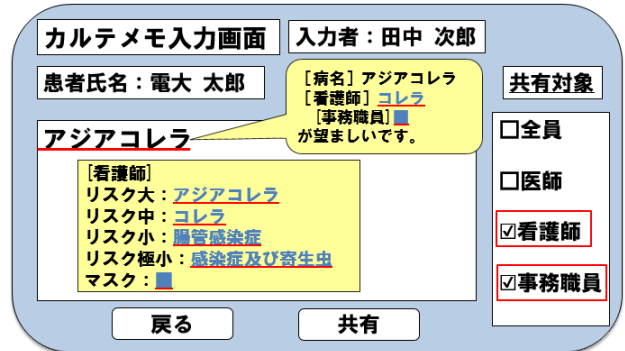 カルテメモ入力画面
入力者：田中 次郎
患者氏名：電大 太郎
［病名］アジアコレラ
［看護師］コレラ
［事務職員］■
が望ましいです。
共有対象
アジアコレラ
☐全員
☐医師
☑看護師
☑事務職員
[看護師]
リスク大：アジアコレラ
リスク中：コレラ
リスク小：腸管感染症
リスク極小：感染症及び寄生虫
マスク：■
戻る
共有